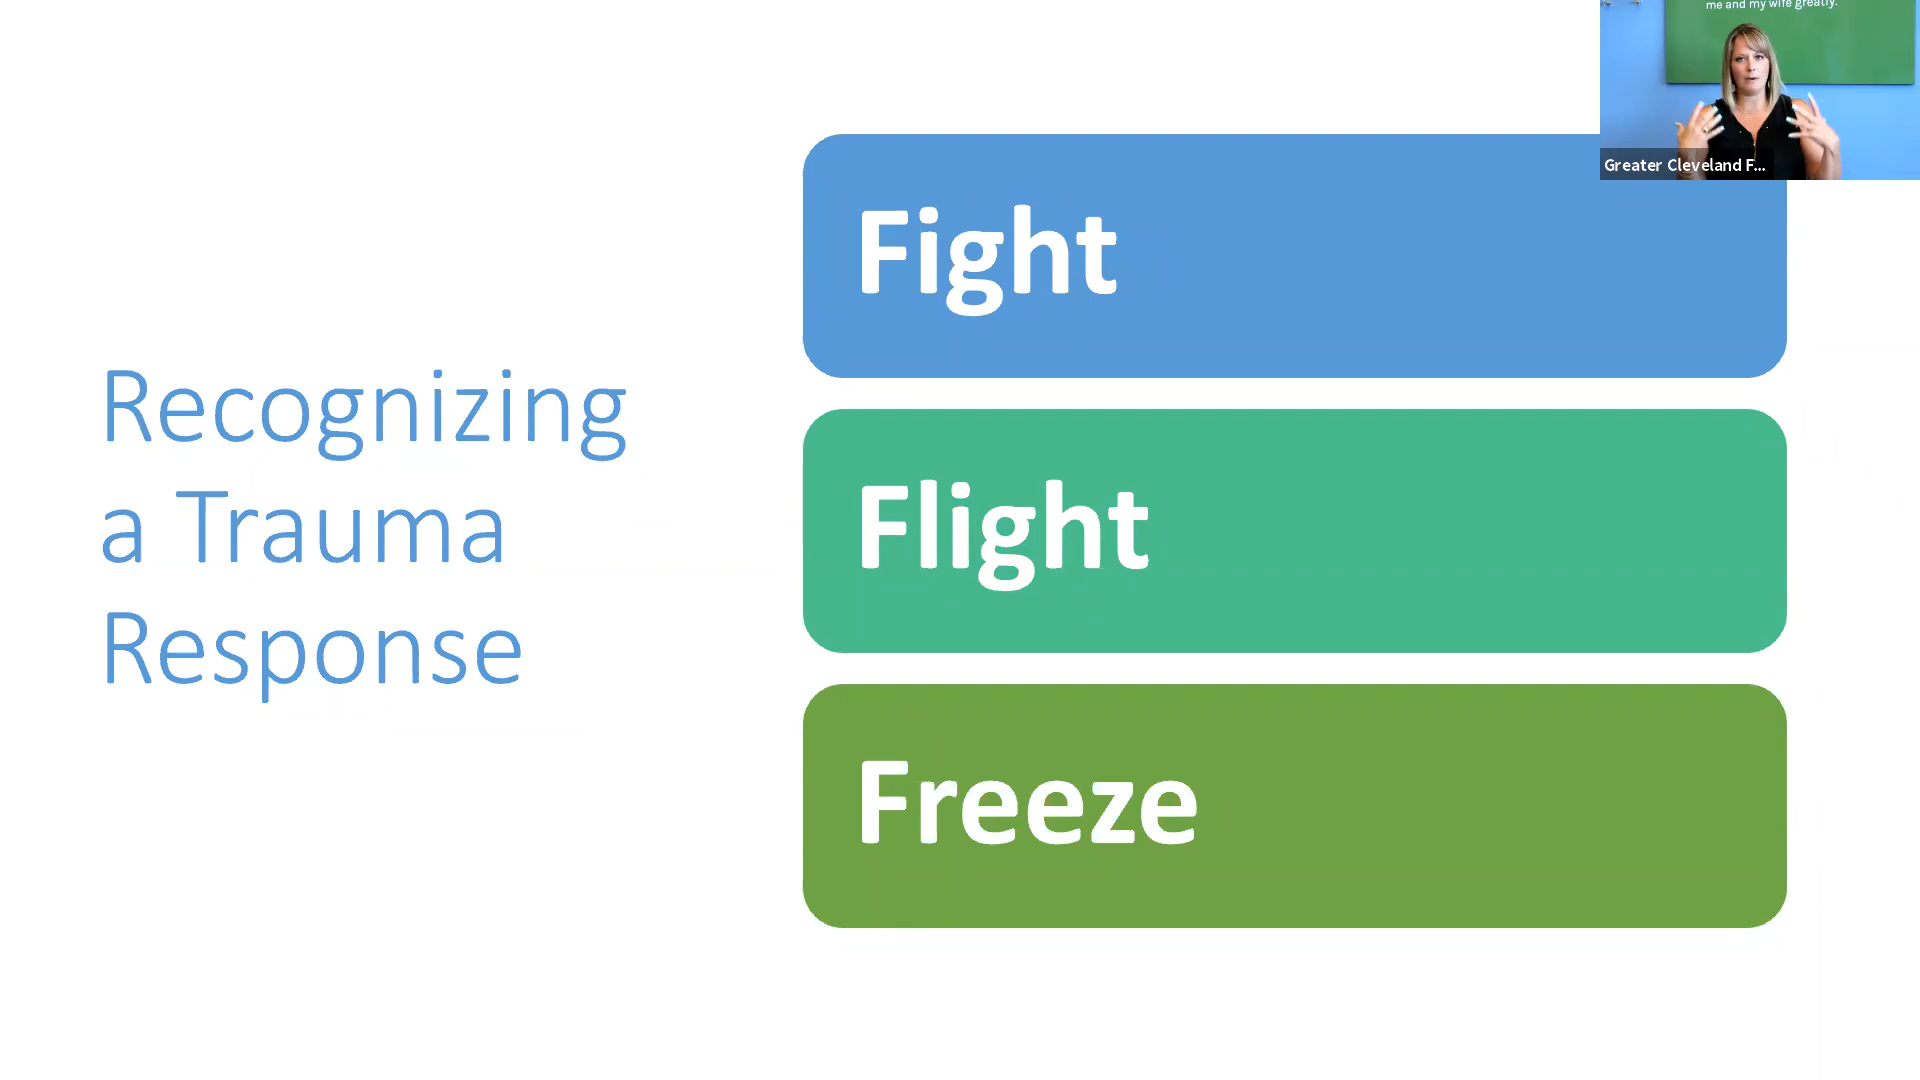 me and my wife greatly.
Greater Cleveland F...
Recognizing
a Trauma
Response
Fight
Flight
Freeze